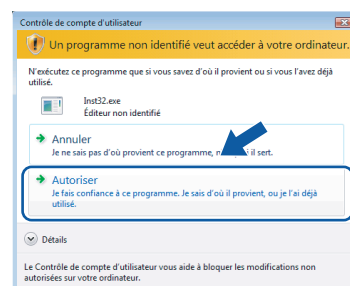 Contrôle de compte d'utilisateur
Un programme non identifié veut accéder à votre ordinateur.
N'exécutez ce programme que si vous savez d'où il provient ou si vous l'avez déjà
utilisé.
Inst32.exe
Éditeur non identifié
Annuler
Je ne sais pas d'où provient ce programme, il sert.
Autoriser
Je fais confiance à ce programme. Je sais d'où il provient, ou je l'ai déjà
utilisé.
Détails
Le Contrôle de compte d'utilisateur vous aide à bloquer les modifications non
autorisées sur votre ordinateur.